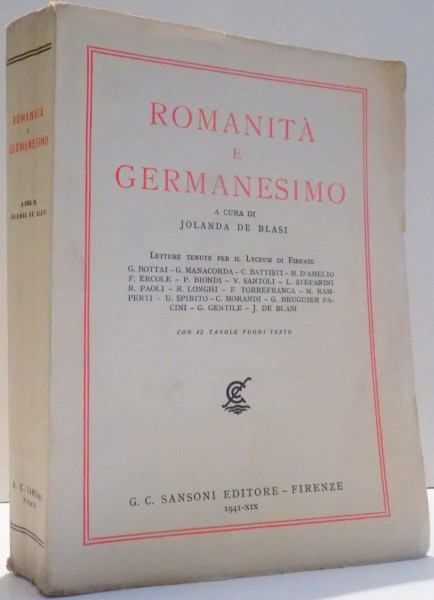 ROMANITÀ
E
GERMANESIMO
A CURA DI
JOLANDA DE BLASI
LETTURE TENUTE PER IL LYCEUM DI FIRENZE
G. BOTTAI – G. MANACORDA – C. BATTISTI – M. D'AMELIO
F. ERCOLE – P. BIONDI – V. SANTOLI – L. STEFANINI
R. PAOLI – R. LONGHI – F. TORREFRANCA – M. RAM-
PERTI – U. SPIRITO – C. MORANDI – G. BRUGUIER PA-
CINI – G. GENTILE – J. DE BLASI
CON 42 TAVOLE FUORI TESTO
G. C. SANSONI EDITORE – FIRENZE
1941-XIX
ROMANITÀ
E
GERMANESIMO
A CURA DI
JOLANDA DE BLASI
G. C. SANSONI